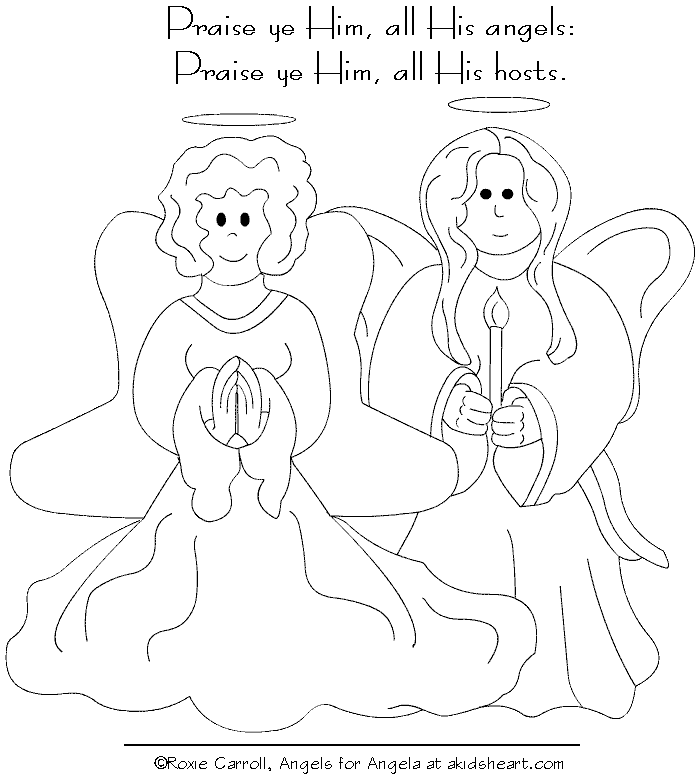 Praise ye Him, all His angels:
Praise ye Him, all His hosts.
©Roxie Carroll, Angels for Angela at akidsheart.com